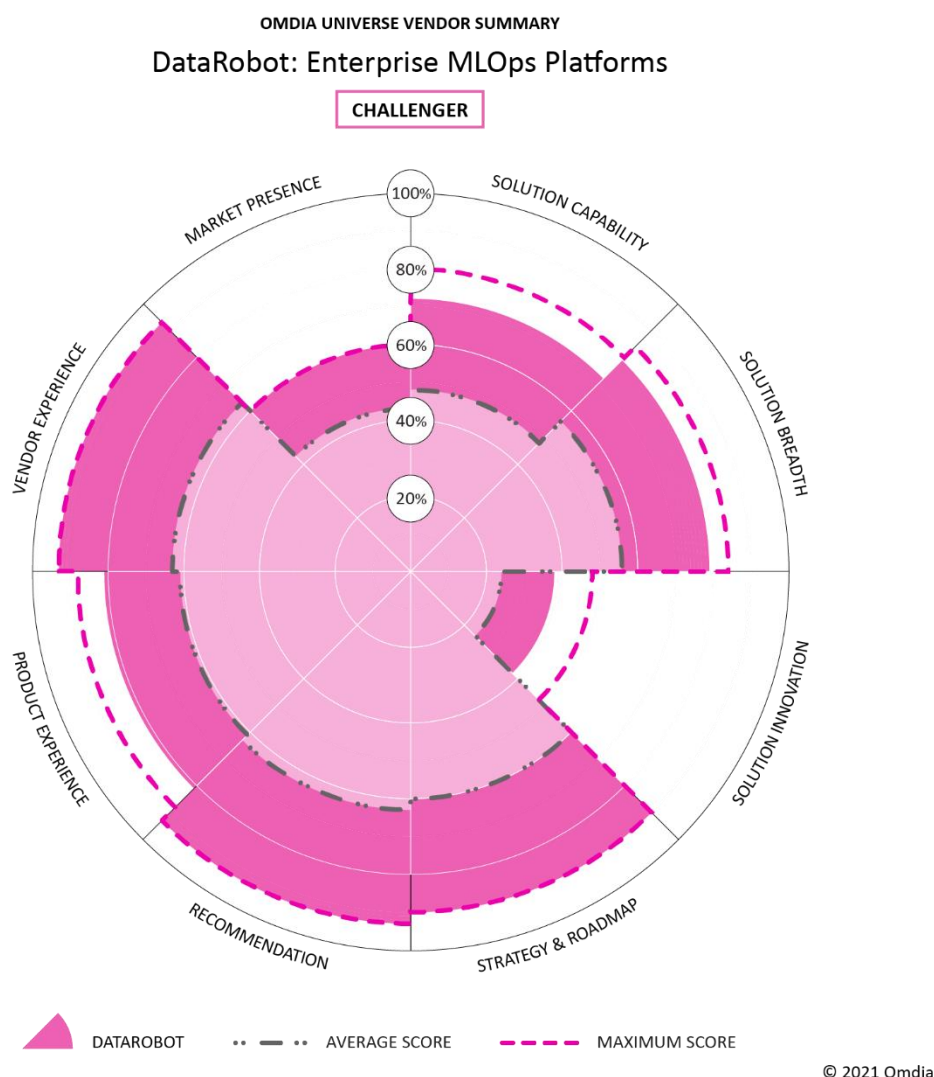 OMDIA UNIVERSE VENDOR SUMMARY
DataRobot: Enterprise MLOps Platforms
CHALLENGER
MARKET PRESENCE
100%
SOLUTION CAPABILITY
80%
60%
40%
20%
VENDOR EXPERIENCE
SOLUTION BREADTH
PRODUCT EXPERIENCE
SOLUTION INNOVATION
RECOMMENDATION
STRATEGY & ROADMAP
DATAROBOT
AVERAGE SCORE
MAXIMUM SCORE
© 2021 Omdia